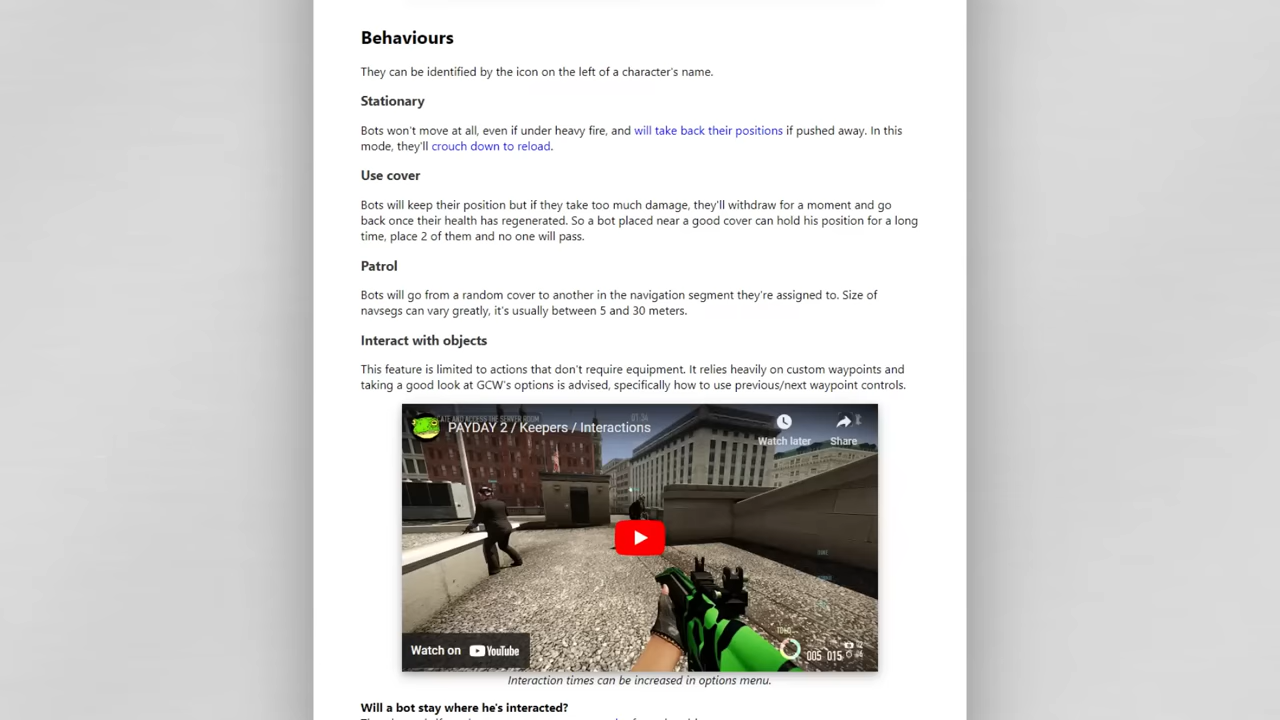 Behaviours
They can be identified by the icon on the left of a character's name.
Stationary
Bots won't move at all, even if under heavy fire, and will take back their positions if pushed away. In this
mode, they'll crouch down to reload.
Use cover
Bots will keep their position but if they take too much damage, they'll withdraw for a moment and go
back once their health has regenerated. So a bot placed near a good cover can hold his position for a long
time, place 2 of them and no one will pass.
Patrol
Bots will go from a random cover to another in the navigation segment they're assigned to. Size of
navsegs can vary greatly, it's usually between 5 and 30 meters.
Interact with objects
This feature is limited to actions that don't require equipment. It relies heavily on custom waypoints and
taking a good look at GCW's options is advised, specifically how to use previous/next waypoint controls.
PAYDAY 2 / Keepers / Interactions
Watch later
Share
005 015
Watch on YouTube
Interaction times can be increased in options menu.
Will a bot stay where he's interacted?